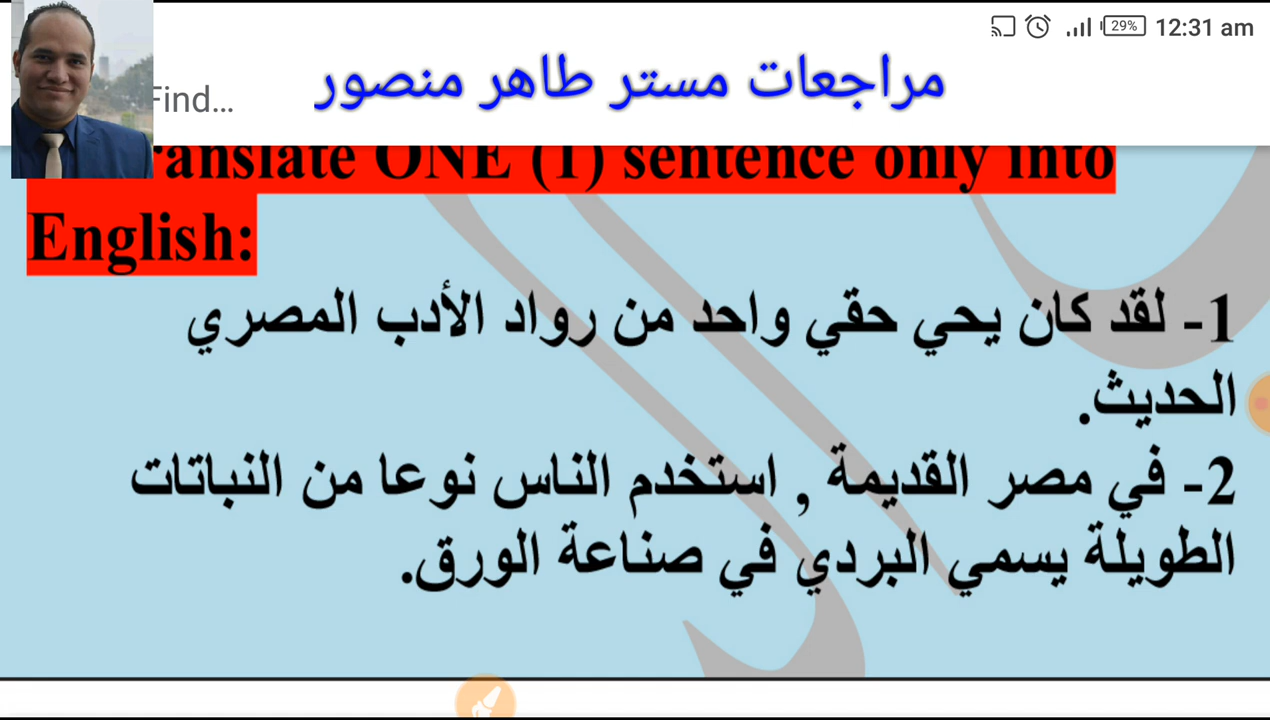 29% 12:31 am
Find...
مراجعات مستر طاهر منصور
ranslate ONE (1) sentence only into
English:
1- لقد كان يحي حقي واحد من رواد الأدب المصري
الحديث.
2- في مصر القديمة , استخدم الناس نوعا من النباتات
الطويلة يسمي البردي في صناعة الورق.